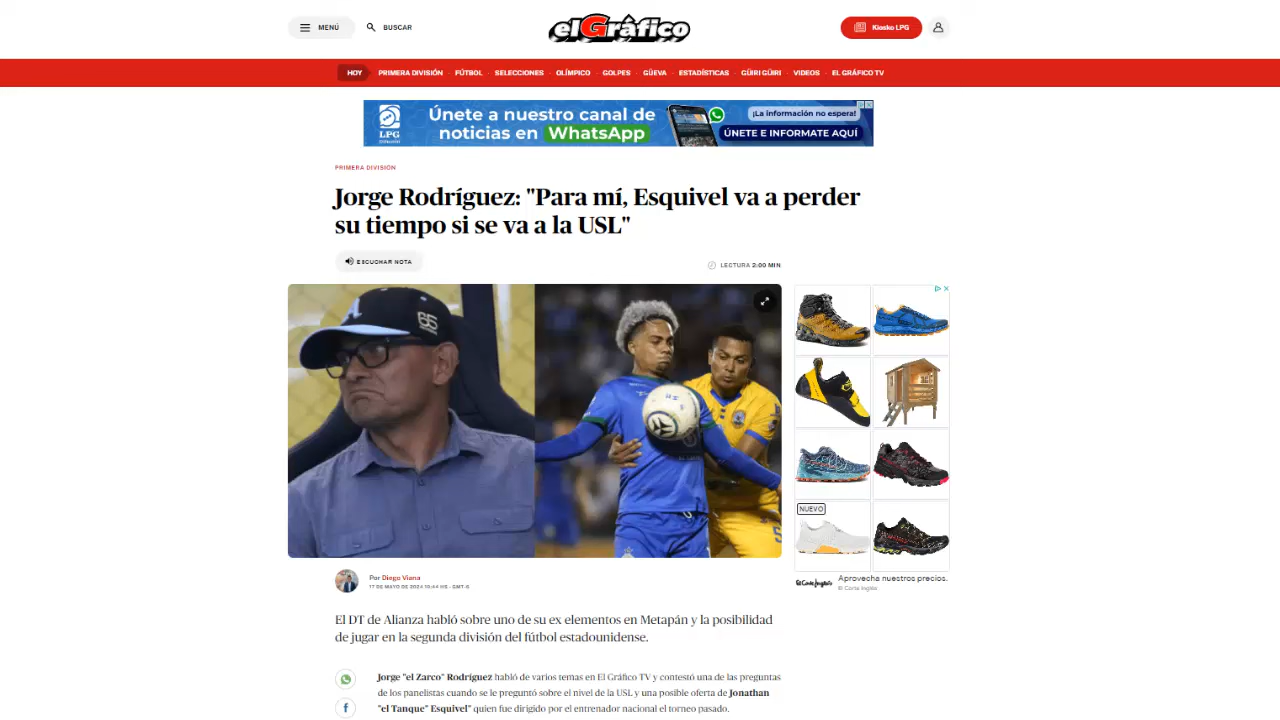 MENÚ
BUSCAR
elGráfico
Kiosko LPG
HOY
PRIMERA DIVISIÓN
FÚTBOL
SELECCIONES
OLÍMPICO
GOLPES
GÜEVA
ESTADÍSTICAS
GÜIRI GÜIRI
VIDEOS
EL GRÁFICO TV
LPG
Únete a nuestro canal de
noticias en WhatsApp
¡La información no espera!
ÚNETE E INFORMATE AQUÍ
PRIMERA DIVISIÓN
Jorge Rodríguez: "Para mí, Esquivel va a perder
su tiempo si se va a la USL"
ESCUCHAR NOTA
LECTURA 2:00 MIN
A
65
NUEVO
El Corte Inglés
Aprovecha nuestros precios.
El Corte Inglés
Por Diego Viana
17 DE MAYO DE 2024 19:44 HS - GMT-6
El DT de Alianza habló sobre uno de su ex elementos en Metapán y la posibilidad
de jugar en la segunda división del fútbol estadounidense.
Jorge "el Zarco" Rodríguez habló de varios temas en El Gráfico TV y contestó una de las preguntas
de los panelistas cuando se le preguntó sobre el nivel de la USL y una posible oferta de Jonathan
"el Tanque" Esquivel" quien fue dirigido por el entrenador nacional el torneo pasado.